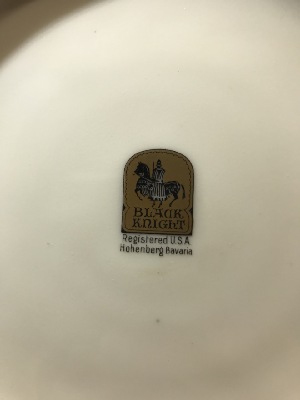 BLACK
KNIGHT
Registered U.S.A.
Hohenberg Bavaria